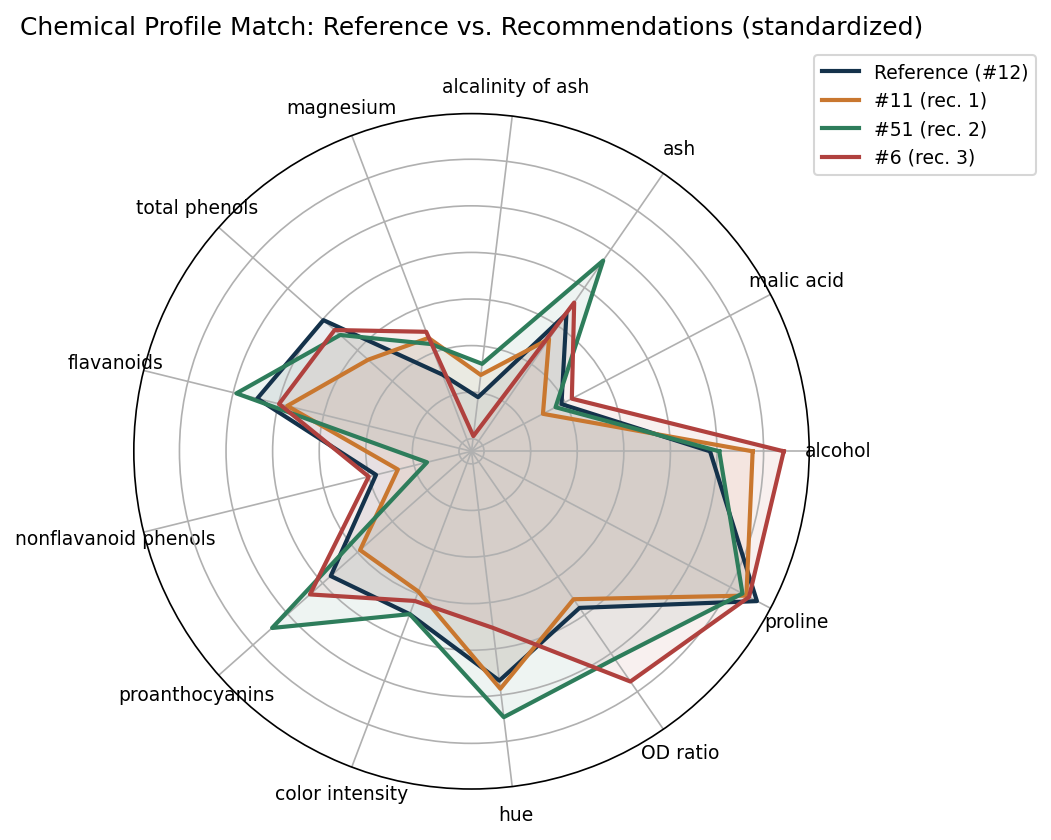 Chemical Profile Match: Reference vs. Recommendations (standardized)
Reference (#12)
#11 (rec. 1)
#51 (rec. 2)
#6 (rec. 3)
alcalinity of ash
magnesium
ash
total phenols
malic acid
flavanoids
alcohol
nonflavanoid phenols
proline
proanthocyanins
OD ratio
color intensity
hue